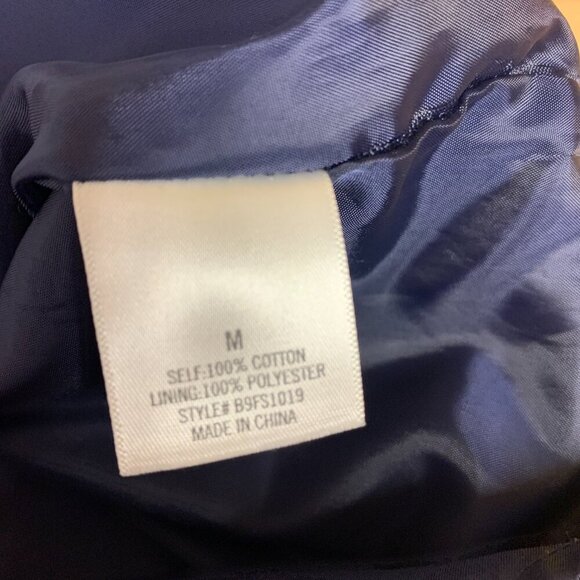 M
SELF:100% COTTON
LINING:100% POLYESTER
STYLE# B9FS1019
MADE IN CHINA